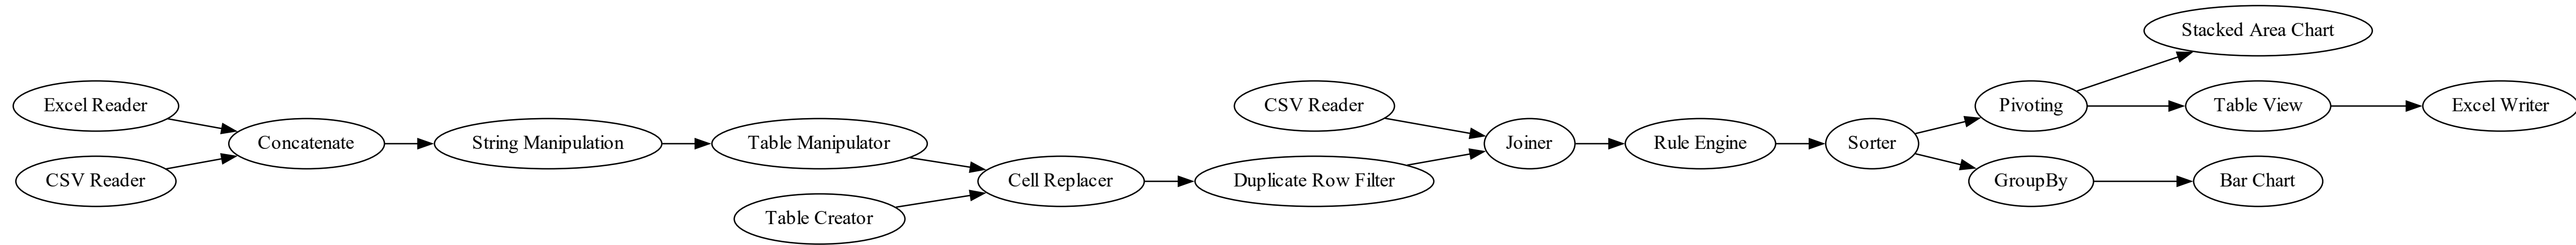 Excel Reader
CSV Reader
Concatenate
String Manipulation
Table Manipulator
Table Creator
Cell Replacer
CSV Reader
Duplicate Row Filter
Joiner
Rule Engine
Sorter
Pivoting
GroupBy
Stacked Area Chart
Table View
Bar Chart
Excel Writer